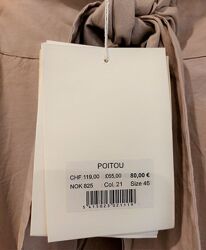 POITOU
CHF 119,00 £65,00 80,00 €
NOK 825 Col. 21 Size 46